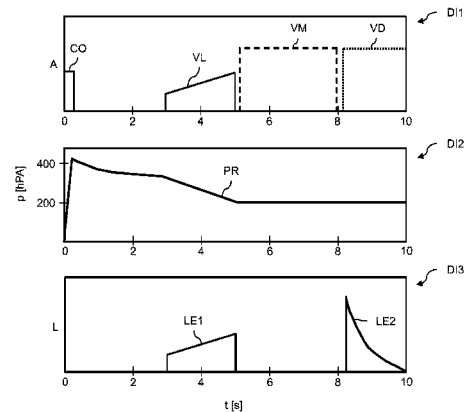 DI1
A
CO
VL
VM
VD
0
2
4
6
8
10
DI2
p [hPA]
400
200
PR
0
2
4
6
8
10
DI3
L
LE1
LE2
0
2
4
6
8
10
t [s]